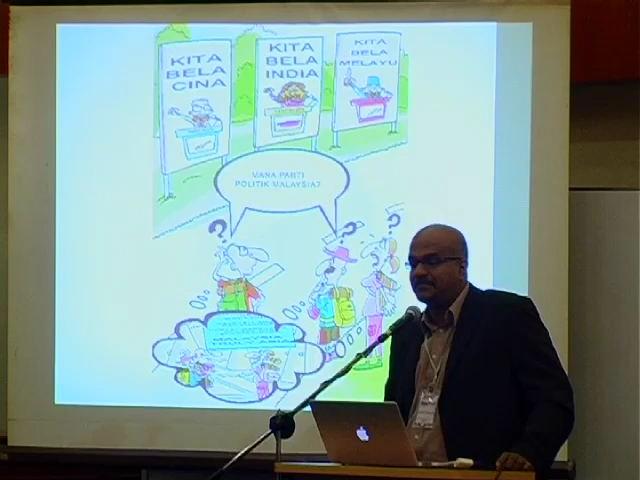 KITA
BELA
CINA
KITA
BELA
INDIA
KITA
BELA
MELAYU
MANA PARTI
POLITIK MALAYSIA?
?
?
?